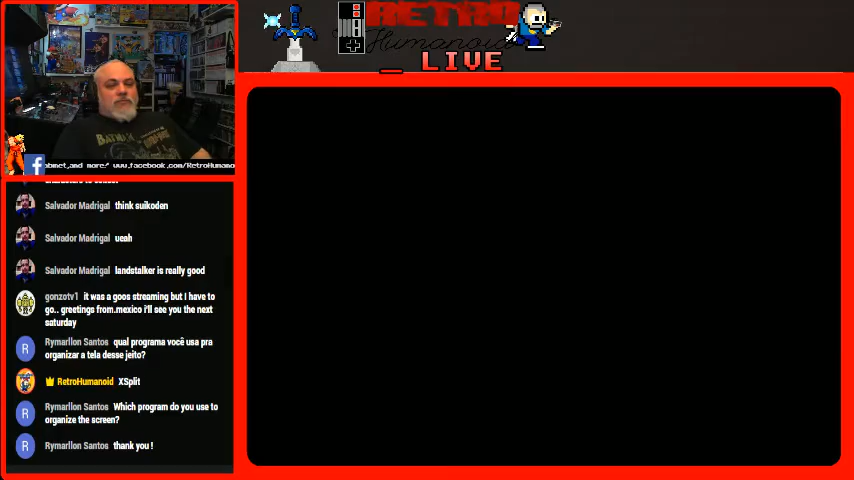 RETRO
Humanoid
_ LIVE
BATMAN
and more/ www.facebook.com/RetroHumano
Salvador Madrigal think suikoden
Salvador Madrigal ueah
Salvador Madrigal landstalker is really good
gonzotv1 it was a goos streaming but I have to
go.. greetings from.mexico i'll see you the next
saturday
Rymarllon Santos qual programa você usa pra
organizar a tela desse jeito?
RetroHumanoid XSplit
Rymarllon Santos Which program do you use to
organize the screen?
Rymarllon Santos thank you !